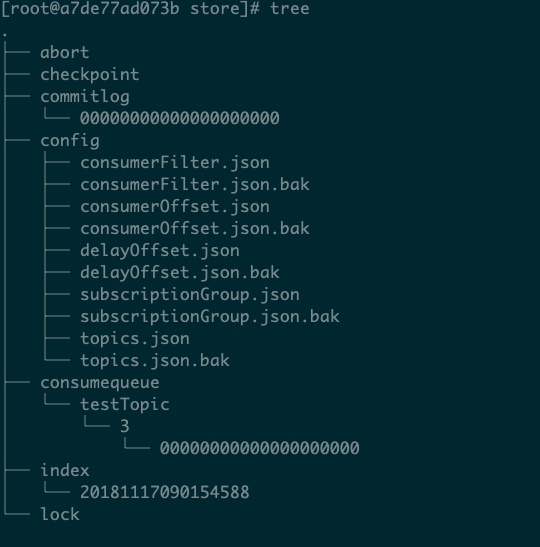 [root@a7de77ad073b store]# tree
.
├── abort
├── checkpoint
├── commitlog
│   └── 00000000000000000000
├── config
│   ├── consumerFilter.json
│   ├── consumerFilter.json.bak
│   ├── consumerOffset.json
│   ├── consumerOffset.json.bak
│   ├── delayOffset.json
│   ├── delayOffset.json.bak
│   ├── subscriptionGroup.json
│   ├── subscriptionGroup.json.bak
│   ├── topics.json
│   └── topics.json.bak
├── consumequeue
│   └── testTopic
│       └── 3
│           └── 00000000000000000000
├── index
│   └── 20181117090154588
└── lock